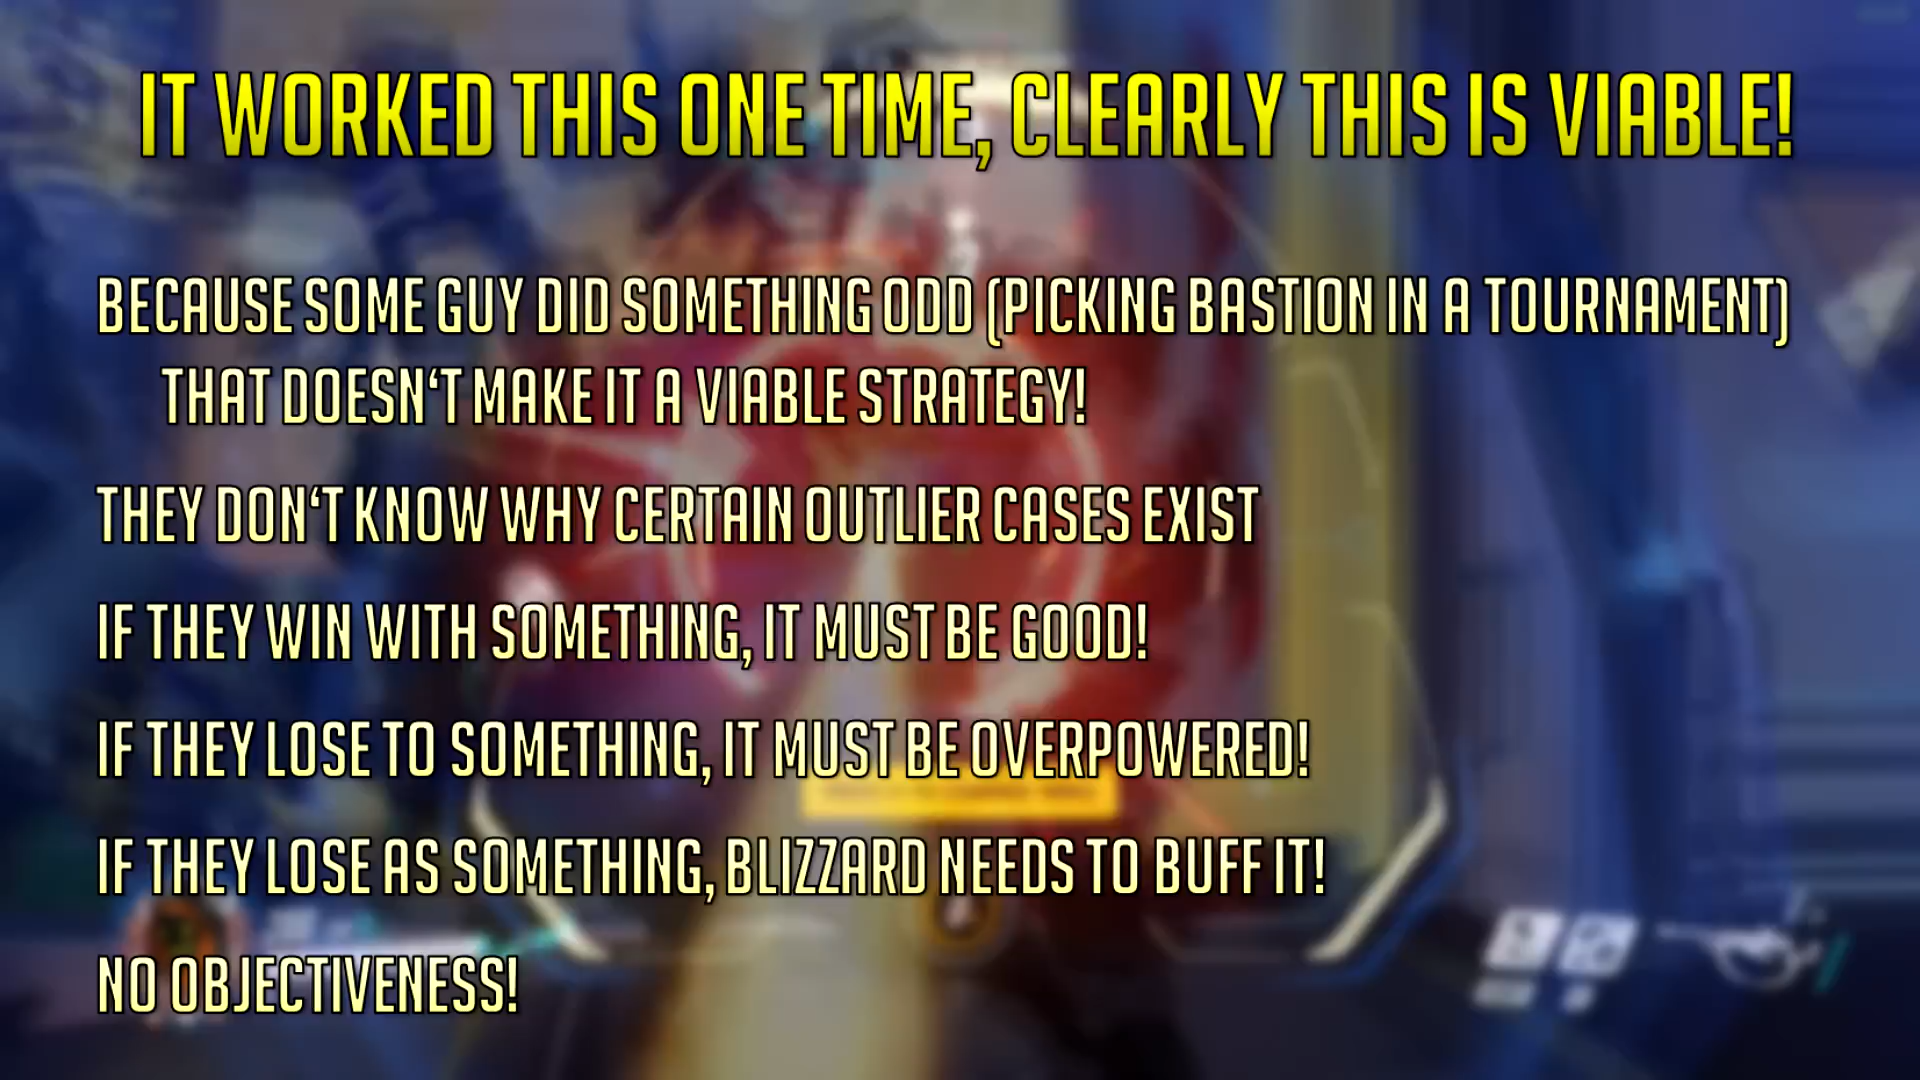 IT WORKED THIS ONE TIME, CLEARLY THIS IS VIABLE!
BECAUSE SOME GUY DID SOMETHING ODD (PICKING BASTION IN A TOURNAMENT)
THAT DOESN‘T MAKE IT A VIABLE STRATEGY!
THEY DON‘T KNOW WHY CERTAIN OUTLIER CASES EXIST
IF THEY WIN WITH SOMETHING, IT MUST BE GOOD!
IF THEY LOSE TO SOMETHING, IT MUST BE OVERPOWERED!
IF THEY LOSE AS SOMETHING, BLIZZARD NEEDS TO BUFF IT!
NO OBJECTIVENESS!